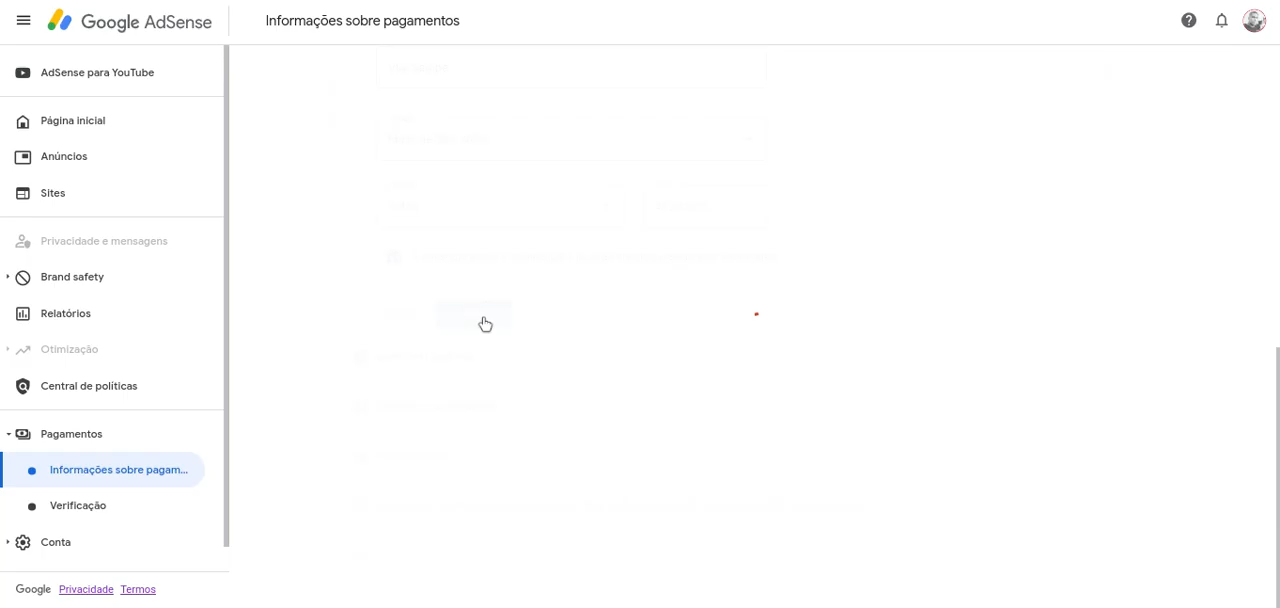 Google AdSense
Informações sobre pagamentos
AdSense para YouTube
Página inicial
Anúncios
Sites
Privacidade e mensagens
Brand safety
Relatórios
Otimização
Central de políticas
Pagamentos
Informações sobre pagam...
Verificação
Conta
Google Privacidade Termos